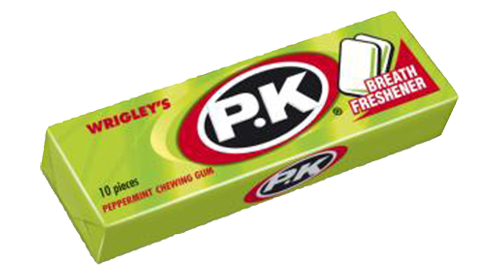 WRIGLEY'S
P.K
®
BREATH
FRESHENER
10 pieces
PEPPERMINT CHEWING GUM
P.K